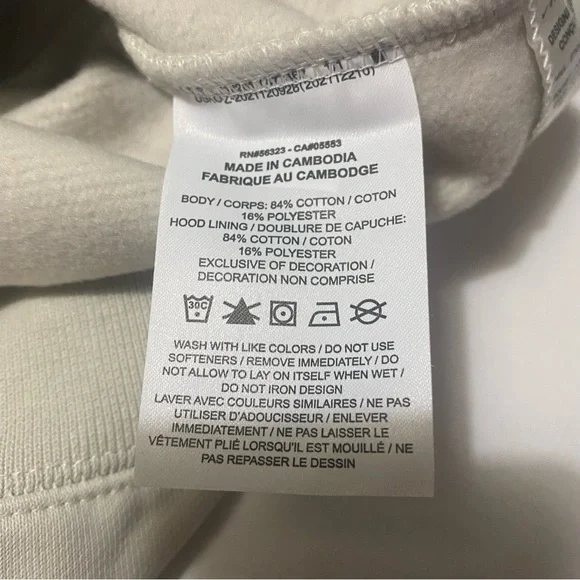 RN#56323 - CA#05553
MADE IN CAMBODIA
FABRIQUE AU CAMBODGE
BODY / CORPS: 84% COTTON / COTON
16% POLYESTER
HOOD LINING / DOUBLURE DE CAPUCHE:
84% COTTON / COTON
16% POLYESTER
EXCLUSIVE OF DECORATION /
DECORATION NON COMPRISE
30C
WASH WITH LIKE COLORS / DO NOT USE
SOFTENERS / REMOVE IMMEDIATELY / DO
NOT ALLOW TO LAY ON ITSELF WHEN WET /
DO NOT IRON DESIGN
LAVER AVEC COULEURS SIMILAIRES / NE PAS
UTILISER D'ADOUCISSEUR / ENLEVER
IMMEDIATEMENT / NE PAS LAISSER LE
VÊTEMENT PLIÉ LORSQU'IL EST MOUILLÉ / NE
PAS REPASSER LE DESSIN